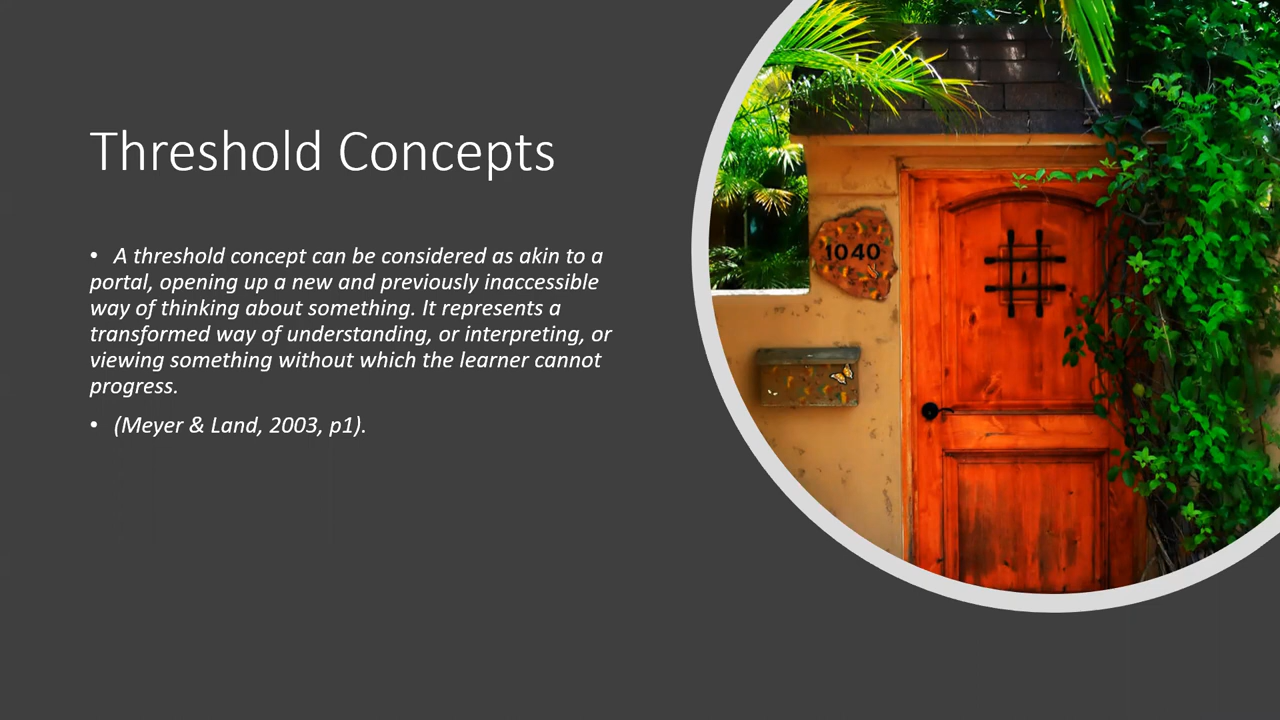 Threshold Concepts
• A threshold concept can be considered as akin to a
portal, opening up a new and previously inaccessible
way of thinking about something. It represents a
transformed way of understanding, or interpreting, or
viewing something without which the learner cannot
progress.
• (Meyer & Land, 2003, p1).
1040